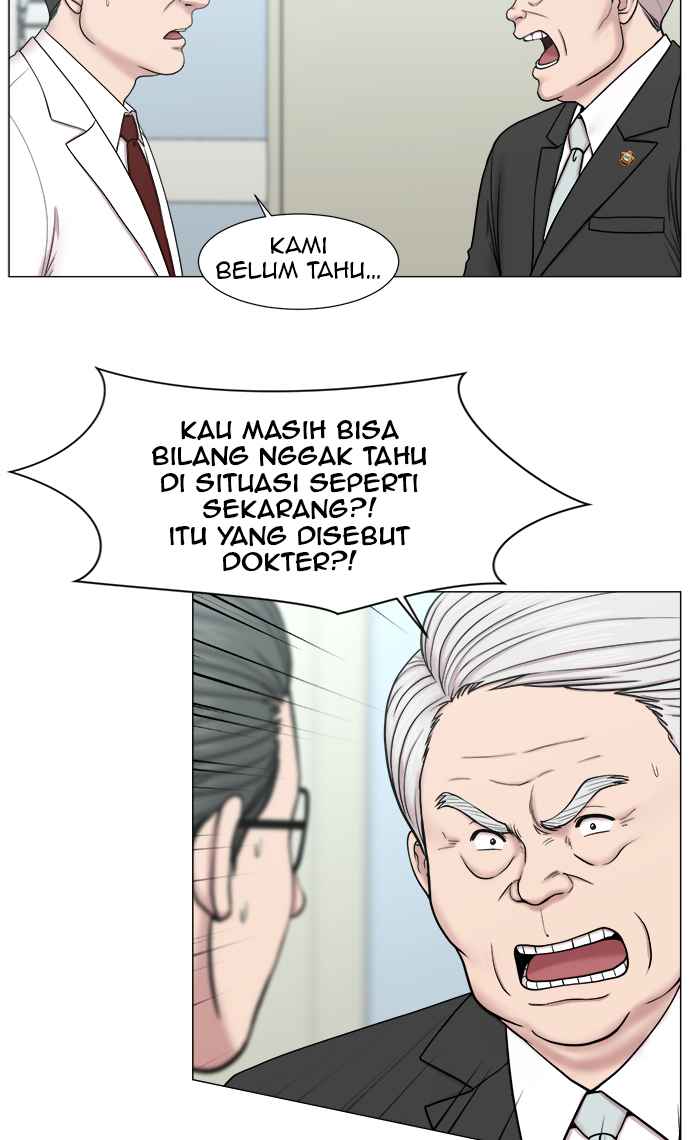 KAMI
BELUM TAHU...
KAU MASIH BISA
BILANG NGGAK TAHU
DI SITUASI SEPERTI
SEKARANG?!
ITU YANG DISEBUT
DOKTER?!